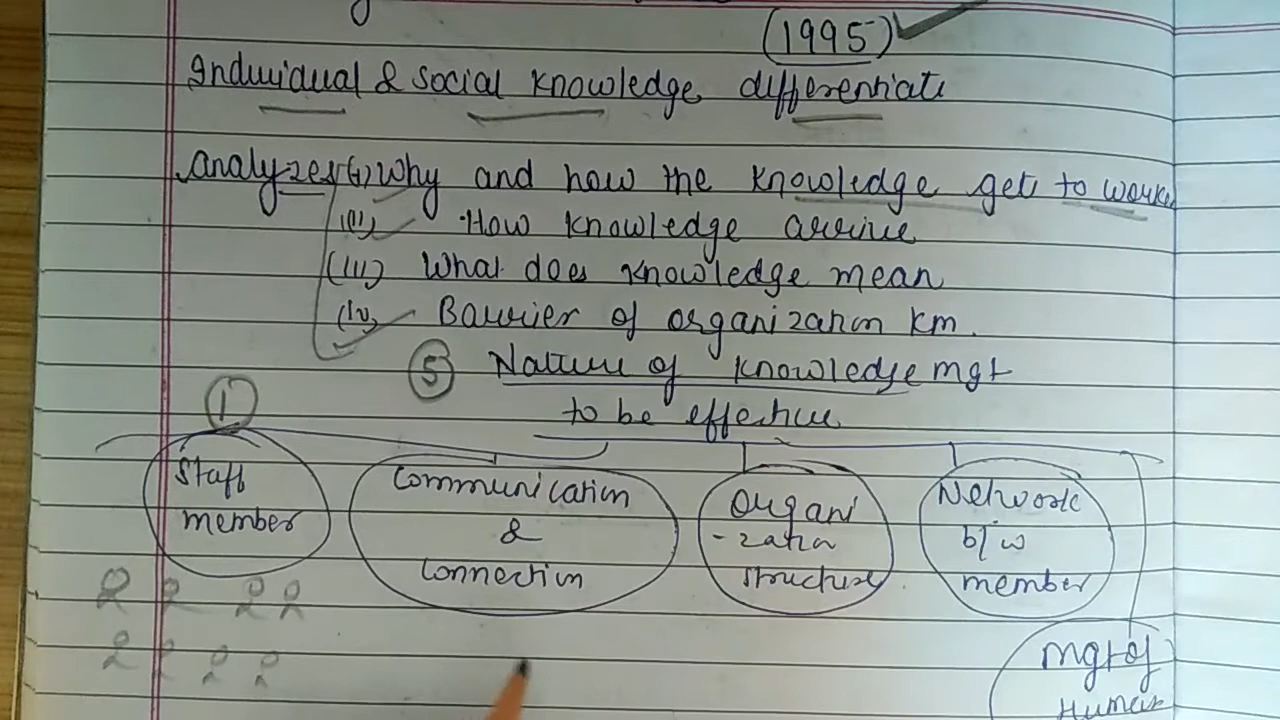 (1995)
Individual & social knowledge differentiate
Analyzes (i) Why and how the knowledge gets to work
(ii) How knowledge arrive
(iii) What does knowledge mean
(iv) Barrier of organization KM.
(5) Nature of knowledge mgt
to be effective
(1)
Staff
member
Communication
&
Connection
Organi
-zation
structure
Network
b/w
member
mgt of
Human